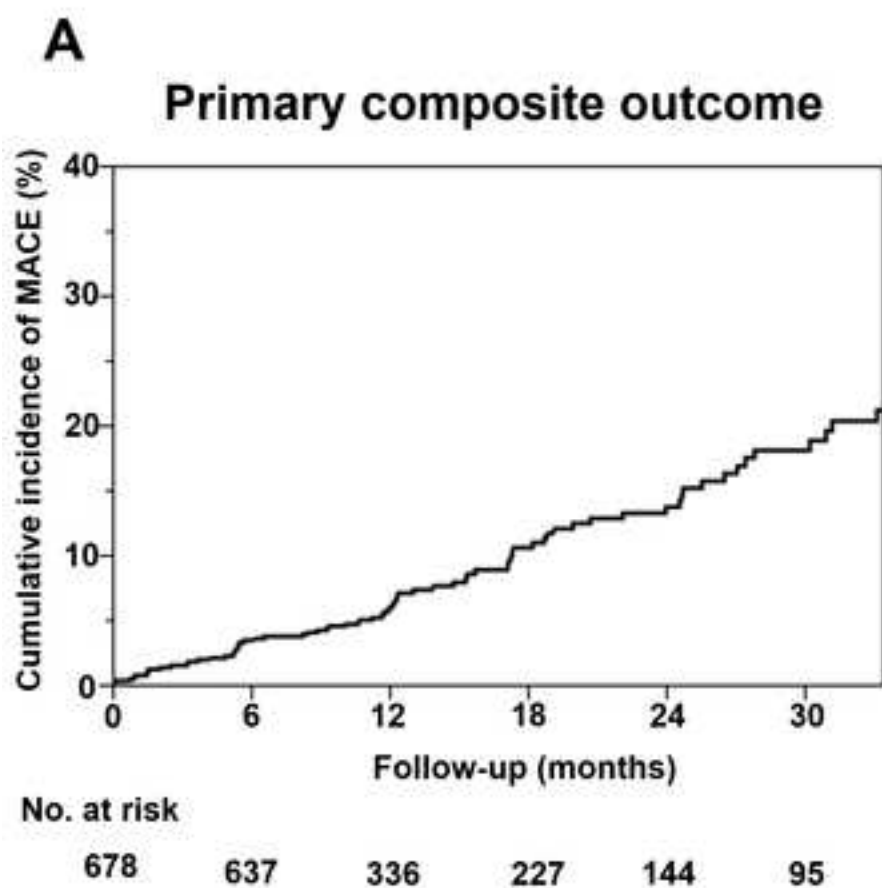 A
Primary composite outcome
Cumulative incidence of MACE (%)
40
30
20
10
0
0 6 12 18 24 30
Follow-up (months)
No. at risk
678 637 336 227 144 95